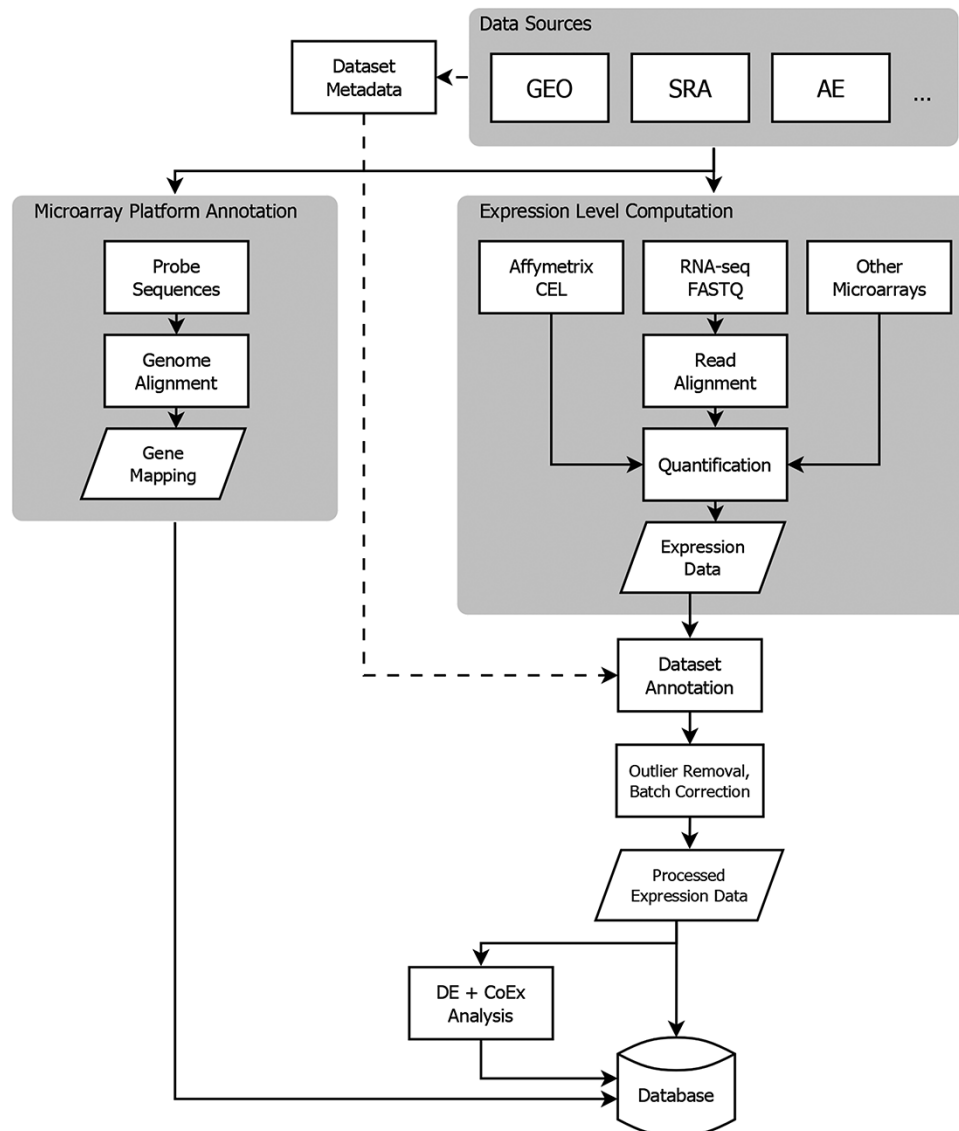 Data Sources
Dataset
Metadata
GEO
SRA
AE
...
Microarray Platform Annotation
Probe
Sequences
Genome
Alignment
Gene
Mapping
Expression Level Computation
Affymetrix
CEL
RNA-seq
FASTQ
Other
Microarrays
Read
Alignment
Quantification
Expression
Data
Dataset
Annotation
Outlier Removal,
Batch Correction
Processed
Expression Data
DE + CoEx
Analysis
Database